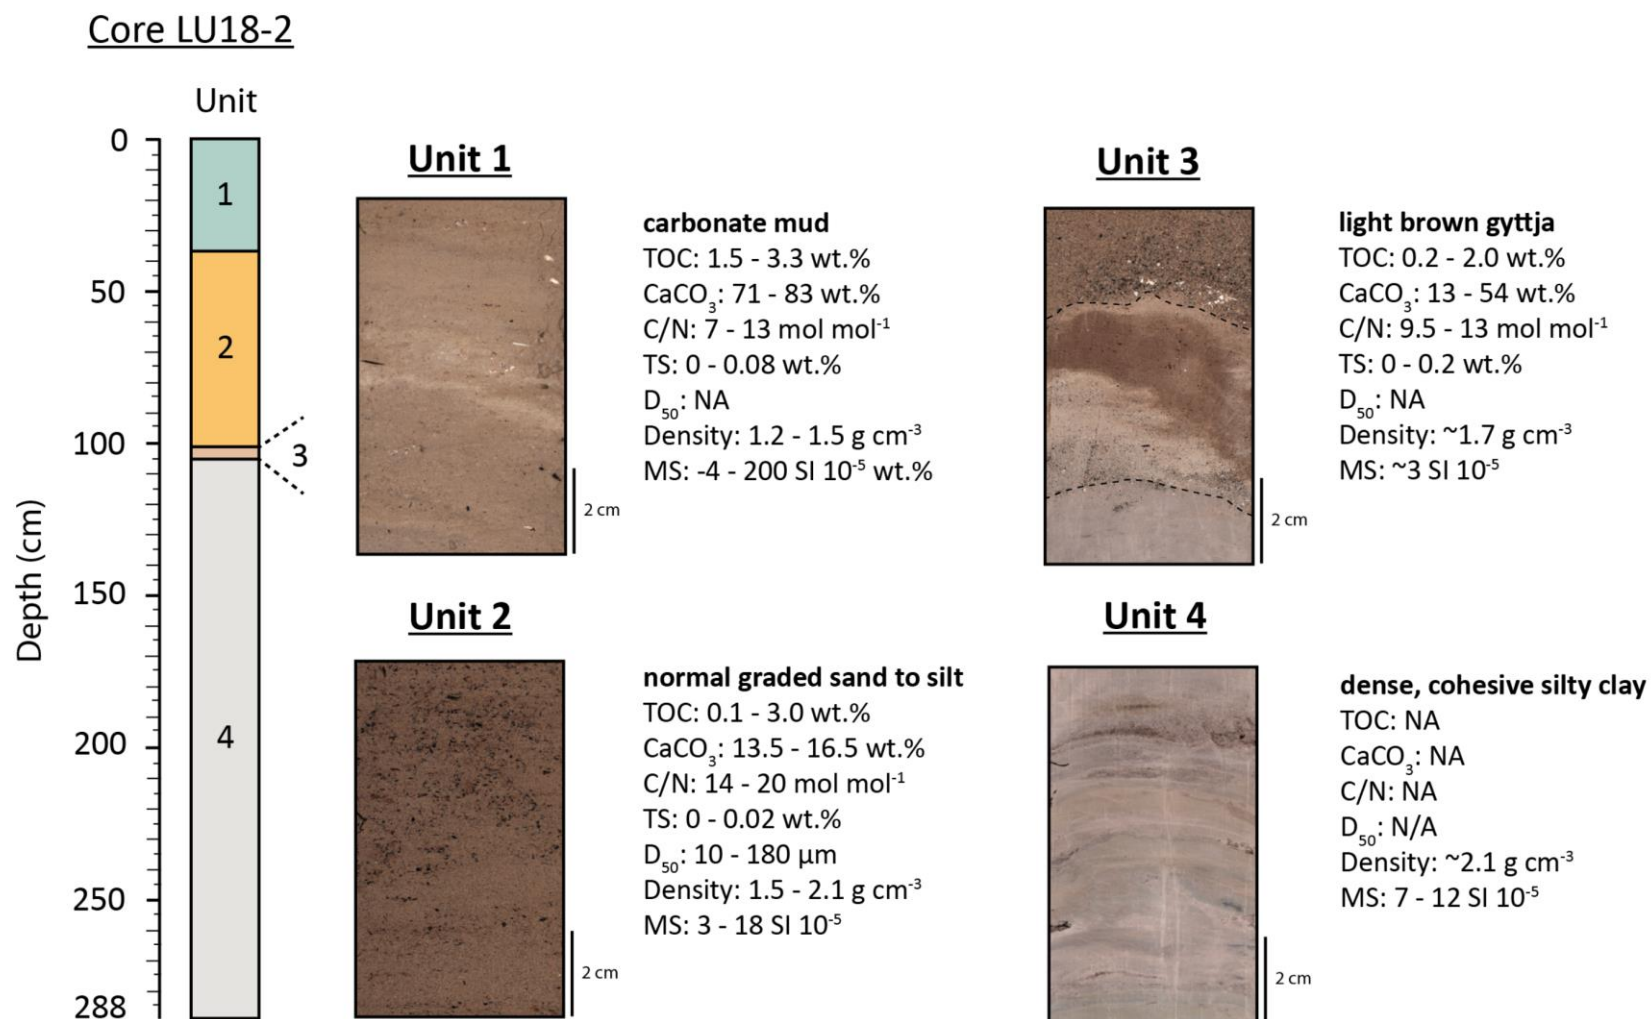 Core LU18-2
Unit
Depth (cm)
0
50
100
150
200
250
288
1
2
3
4
Unit 1
carbonate mud
TOC: 1.5 - 3.3 wt.%
CaCO₃: 71 - 83 wt.%
C/N: 7 - 13 mol mol⁻¹
TS: 0 - 0.08 wt.%
D₅₀: NA
Density: 1.2 - 1.5 g cm⁻³
MS: -4 - 200 SI 10⁻⁵ wt.%
2 cm
Unit 2
normal graded sand to silt
TOC: 0.1 - 3.0 wt.%
CaCO₃: 13.5 - 16.5 wt.%
C/N: 14 - 20 mol mol⁻¹
TS: 0 - 0.02 wt.%
D₅₀: 10 - 180 µm
Density: 1.5 - 2.1 g cm⁻³
MS: 3 - 18 SI 10⁻⁵
2 cm
Unit 3
light brown gyttja
TOC: 0.2 - 2.0 wt.%
CaCO₃: 13 - 54 wt.%
C/N: 9.5 - 13 mol mol⁻¹
TS: 0 - 0.2 wt.%
D₅₀: NA
Density: ~1.7 g cm⁻³
MS: ~3 SI 10⁻⁵
2 cm
Unit 4
dense, cohesive silty clay
TOC: NA
CaCO₃: NA
C/N: NA
D₅₀: N/A
Density: ~2.1 g cm⁻³
MS: 7 - 12 SI 10⁻⁵
2 cm